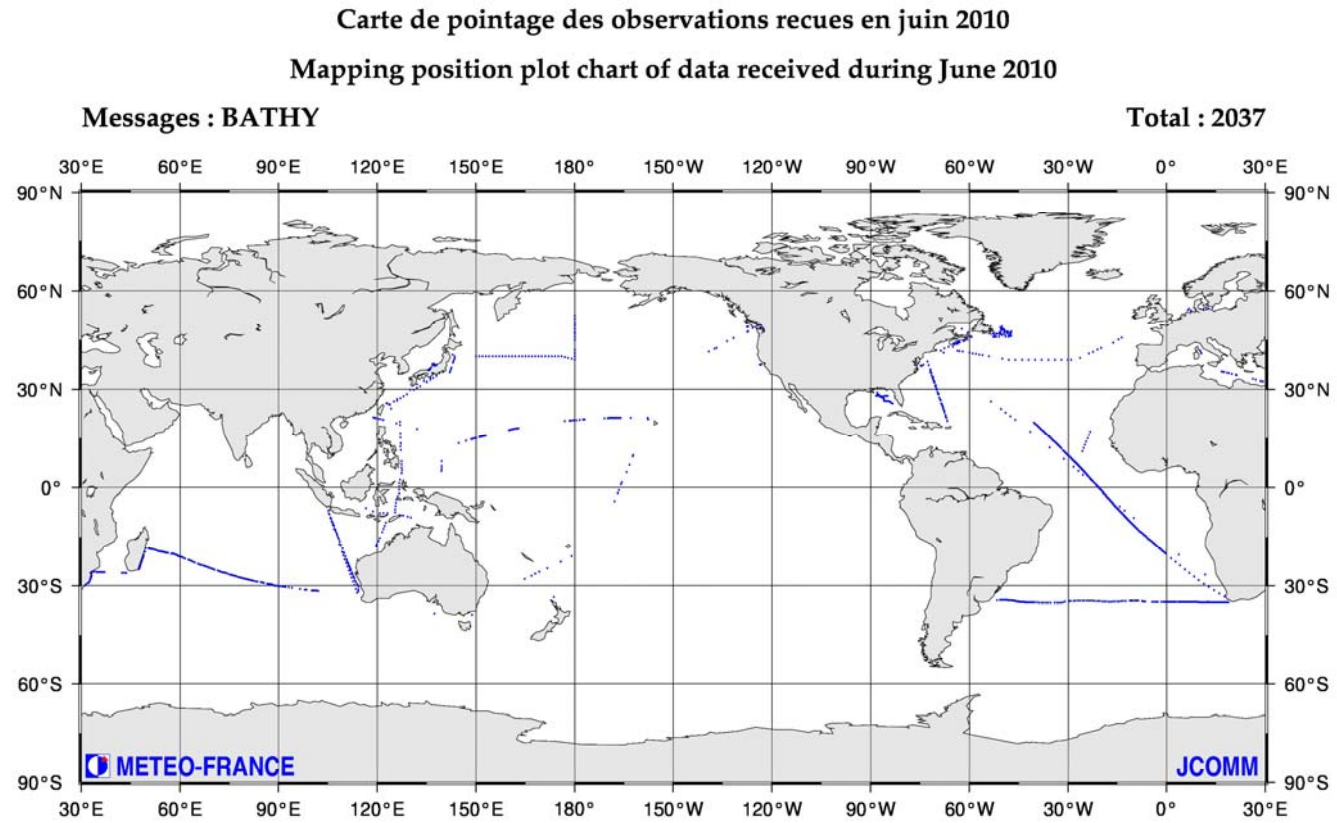 Carte de pointage des observations recues en juin 2010
Mapping position plot chart of data received during June 2010
Messages : BATHY Total : 2037
30°E 60°E 90°E 120°E 150°E 180° 150°W 120°W 90°W 60°W 30°W 0° 30°E
90°N 90°N
60°N 60°N
30°N 30°N
0° 0°
30°S 30°S
60°S 60°S
METEO-FRANCE JCOMM
90°S 90°S
30°E 60°E 90°E 120°E 150°E 180° 150°W 120°W 90°W 60°W 30°W 0° 30°E